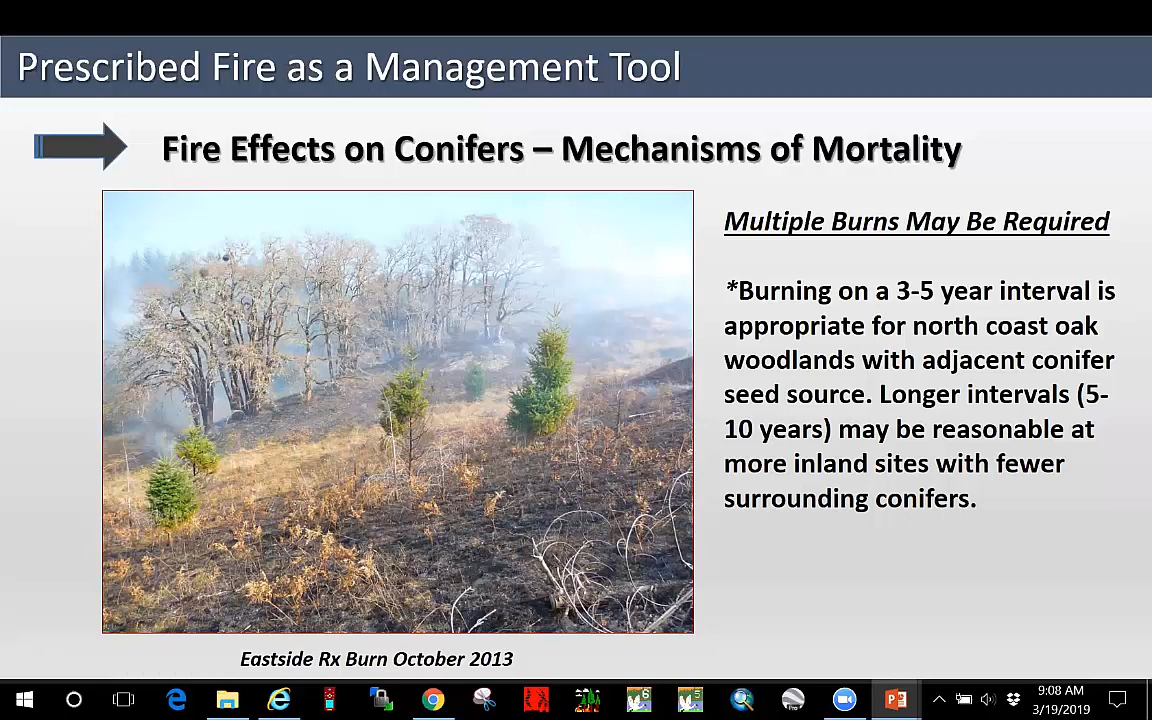 Prescribed Fire as a Management Tool
Fire Effects on Conifers – Mechanisms of Mortality
Multiple Burns May Be Required
*Burning on a 3-5 year interval is
appropriate for north coast oak
woodlands with adjacent conifer
seed source. Longer intervals (5-
10 years) may be reasonable at
more inland sites with fewer
surrounding conifers.
Eastside Rx Burn October 2013
6
5
Pro
9:08 AM
3/19/2019